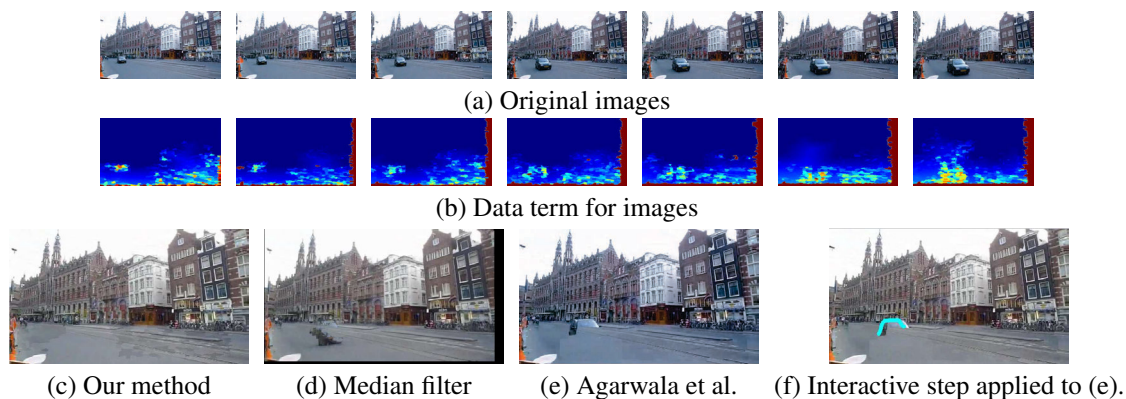 (a) Original images
(b) Data term for images
(c) Our method
(d) Median filter
(e) Agarwala et al.
(f) Interactive step applied to (e).